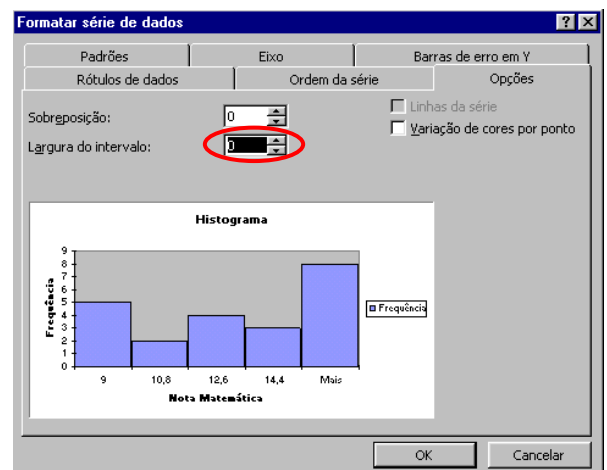 Formatar série de dados
Padrões Eixo Barras de erro em Y
Rótulos de dados Ordem da série Opções
Sobreposição: 0
Largura do intervalo: 0
Linhas da série
Variação de cores por ponto
Histograma
Frequência
9
8
7
6
5
4
3
2
1
0
9 10,8 12,6 14,4 Mais
Nota Matemática
Frequência
OK Cancelar